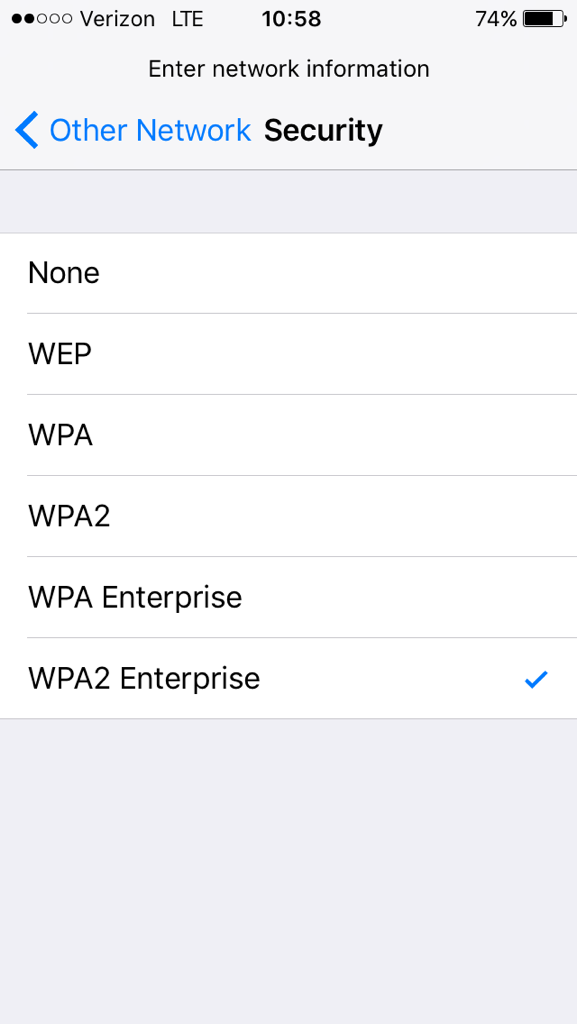 Verizon LTE 10:58 74%
Enter network information
Other Network Security
None
WEP
WPA
WPA2
WPA Enterprise
WPA2 Enterprise